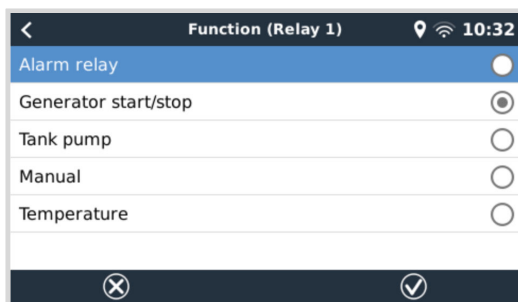 Function (Relay 1) 10:32
Alarm relay
Generator start/stop
Tank pump
Manual
Temperature